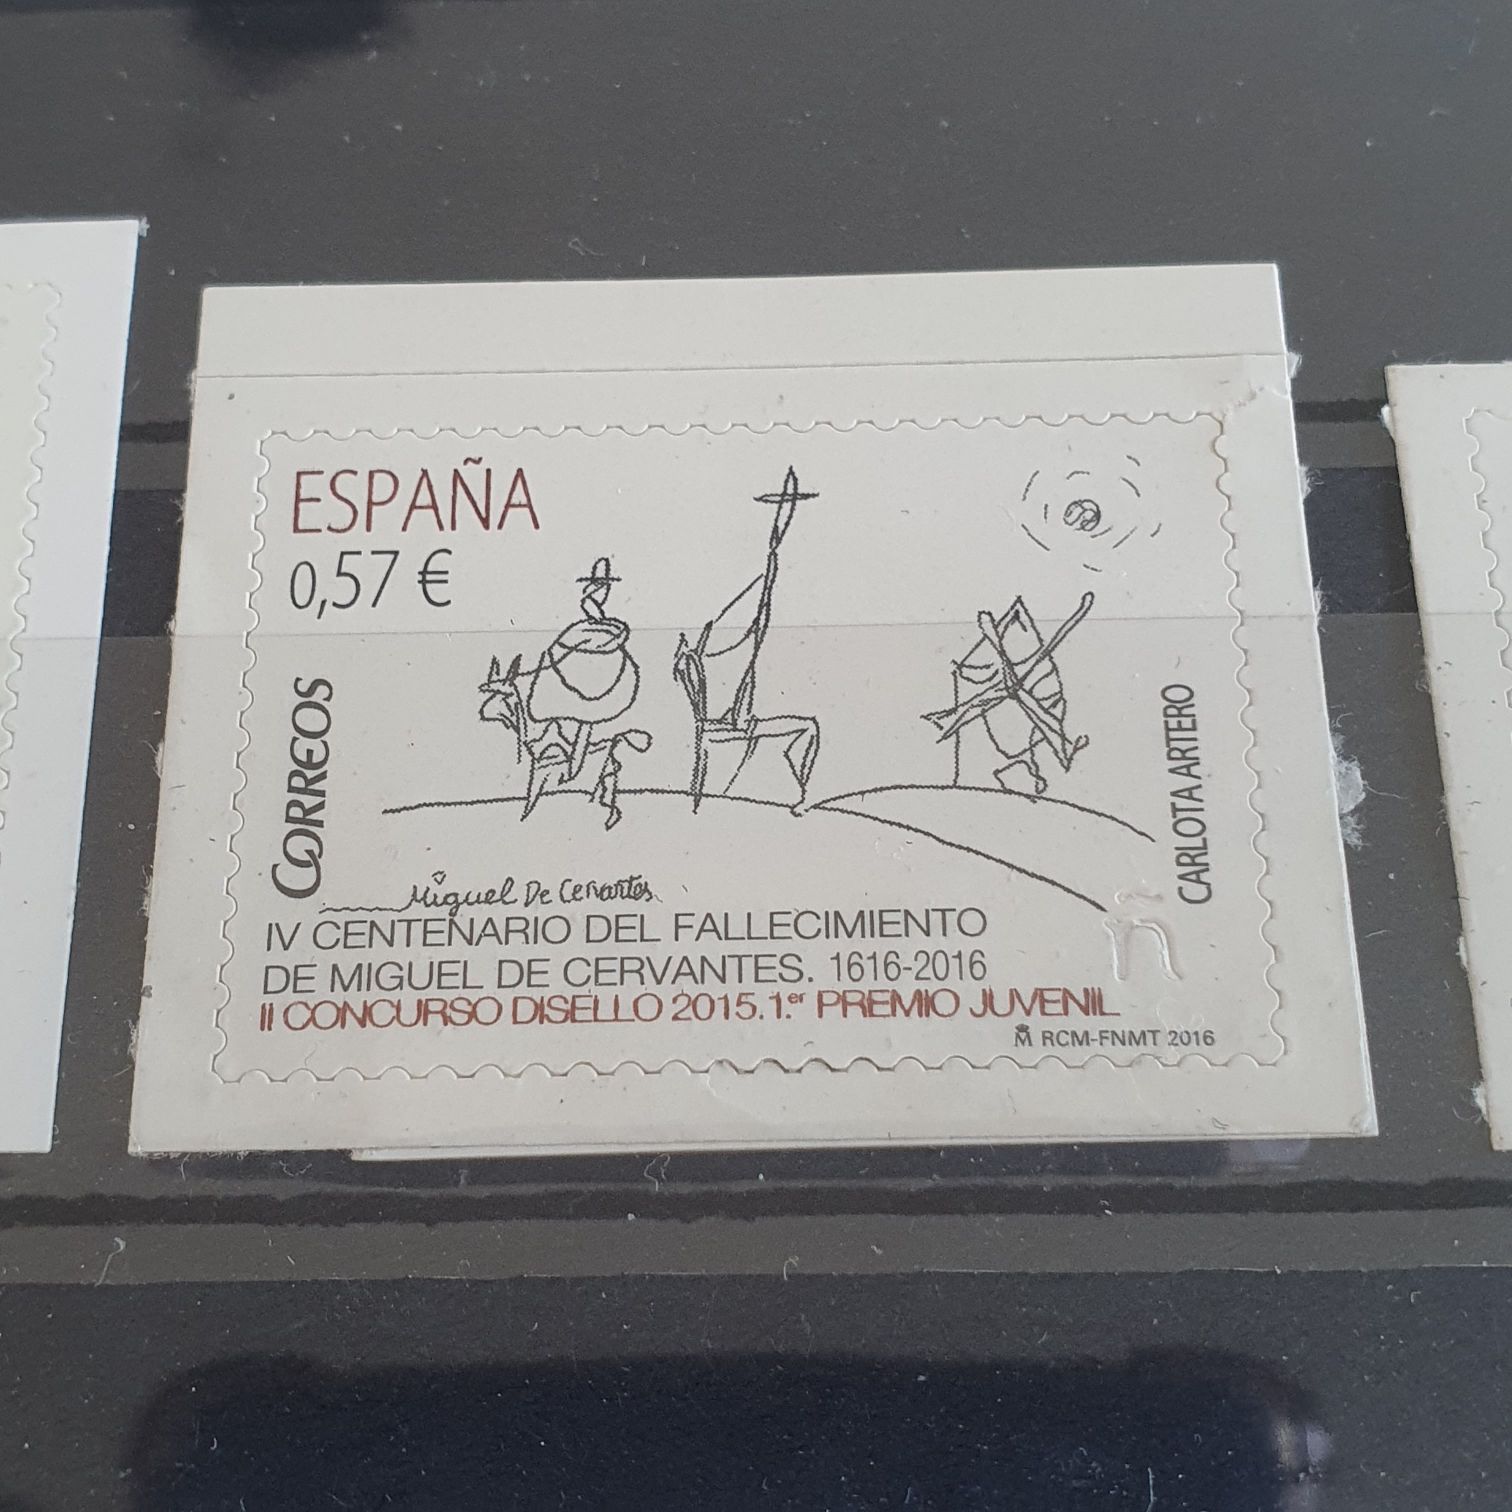 ESPAÑA
0,57 €
CORREOS
CARLOTA ARTERO
Miguel De Cervantes
IV CENTENARIO DEL FALLECIMIENTO
DE MIGUEL DE CERVANTES. 1616-2016
II CONCURSO DISELLO 2015.1.er PREMIO JUVENIL
RCM-FNMT 2016
Ñ